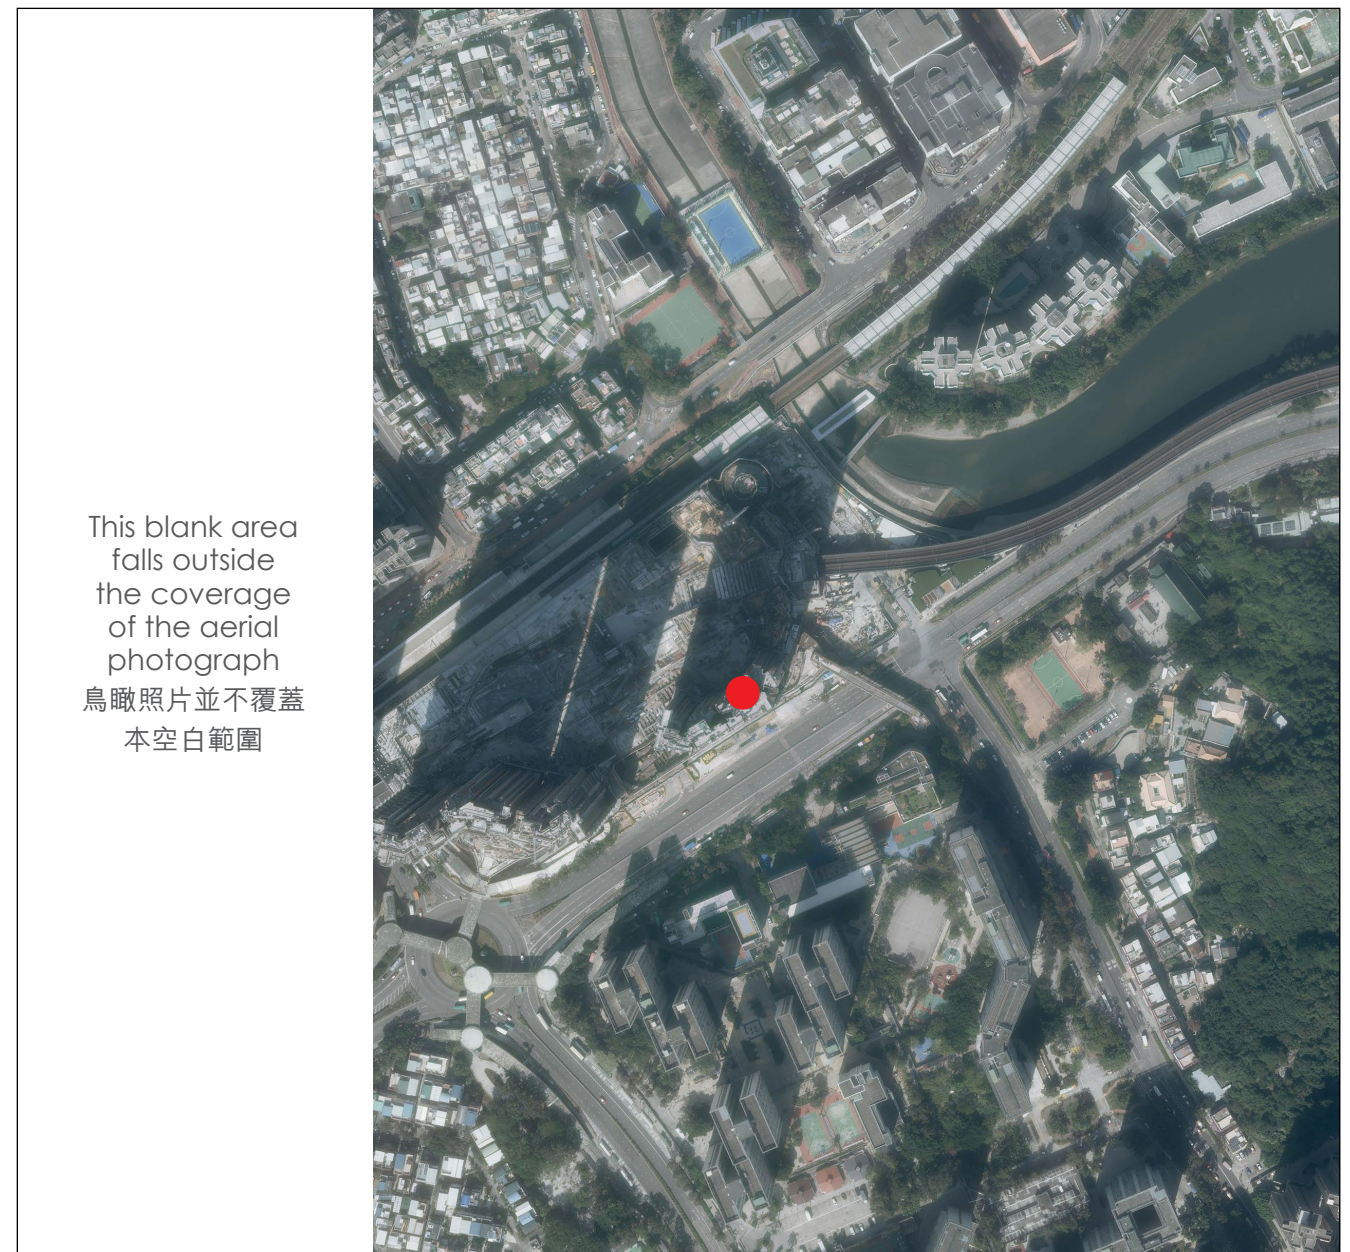 This blank area
falls outside
the coverage
of the aerial
photograph
鳥瞰照片並不覆蓋
本空白範圍